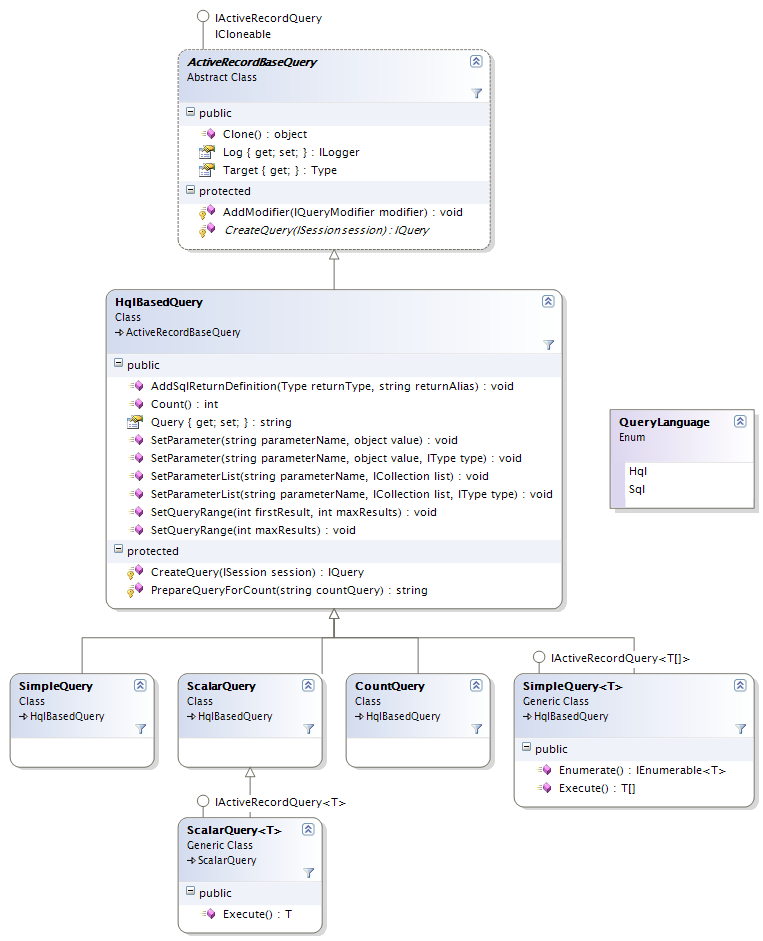 IActiveRecordQuery
ICloneable
ActiveRecordBaseQuery
Abstract Class
public
Clone() : object
Log { get; set; } : ILogger
Target { get; } : Type
protected
AddModifier(IQueryModifier modifier) : void
CreateQuery(ISession session) : IQuery
HqlBasedQuery
Class
ActiveRecordBaseQuery
public
AddSqlReturnDefinition(Type returnType, string returnAlias) : void
Count() : int
Query { get; set; } : string
SetParameter(string parameterName, object value) : void
SetParameter(string parameterName, object value, IType type) : void
SetParameterList(string parameterName, ICollection list) : void
SetParameterList(string parameterName, ICollection list, IType type) : void
SetQueryRange(int firstResult, int maxResults) : void
SetQueryRange(int maxResults) : void
protected
CreateQuery(ISession session) : IQuery
PrepareQueryForCount(string countQuery) : string
QueryLanguage
Enum
Hql
Sql
SimpleQuery
Class
HqlBasedQuery
ScalarQuery
Class
HqlBasedQuery
CountQuery
Class
HqlBasedQuery
IActiveRecordQuery<T[]>
SimpleQuery<T>
Generic Class
HqlBasedQuery
public
Enumerate() : IEnumerable<T>
Execute() : T[]
IActiveRecordQuery<T>
ScalarQuery<T>
Generic Class
ScalarQuery
public
Execute() : T